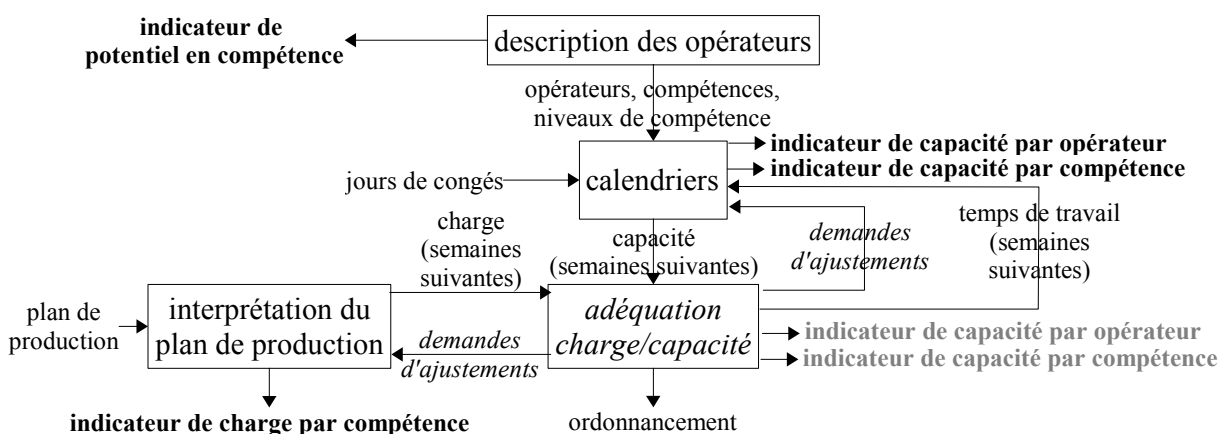 indicateur de
potentiel en compétence
description des opérateurs
opérateurs, compétences,
niveaux de compétence
indicateur de capacité par opérateur
indicateur de capacité par compétence
jours de congés
calendriers
charge
(semaines
suivantes)
capacité
(semaines suivantes)
demandes
d'ajustements
temps de travail
(semaines
suivantes)
plan de
production
interprétation du
plan de production
demandes
d'ajustements
adéquation
charge/capacité
indicateur de capacité par opérateur
indicateur de capacité par compétence
indicateur de charge par compétence
ordonnancement